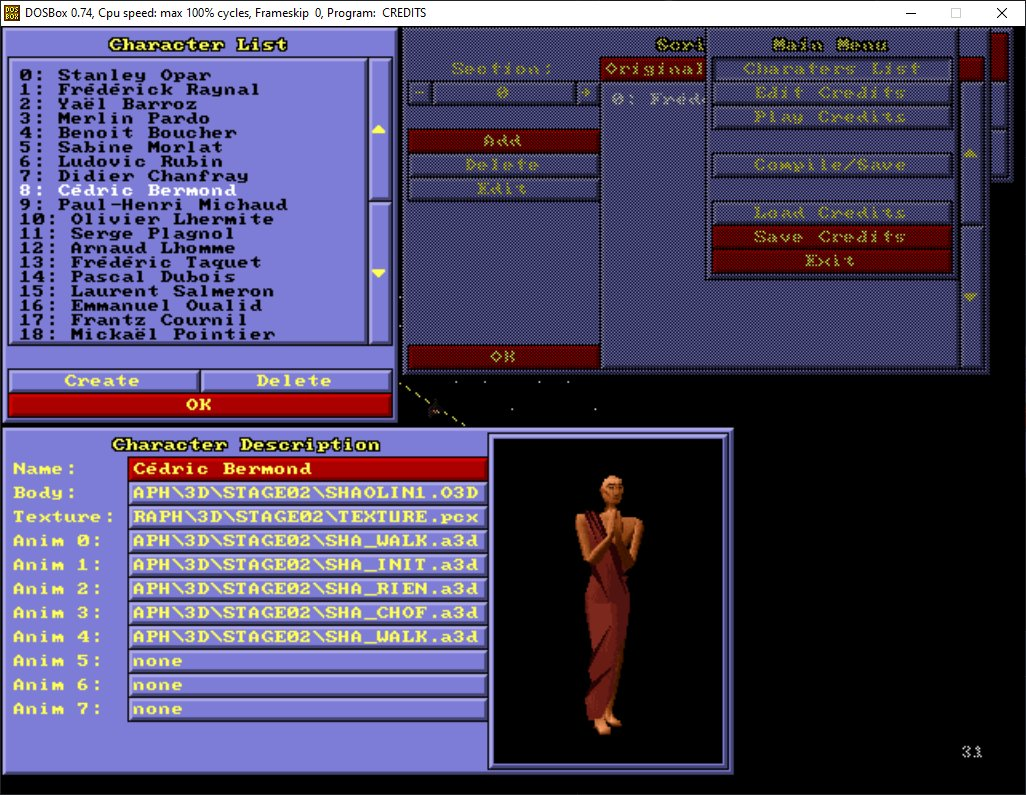 DOSBox 0.74, Cpu speed: max 100% cycles, Frameskip 0, Program: CREDITS
Character List
0: Stanley Opar
1: Frédérick Raynal
2: Yaël Barroz
3: Merlin Pardo
4: Benoit Boucher
5: Sabine Morlat
6: Ludovic Rubin
7: Didier Chanfray
8: Cédric Bermond
9: Paul-Henri Michaud
10: Olivier Lhermite
11: Serge Plagnol
12: Arnaud Lhomme
13: Frédéric Taquet
14: Pascal Dubois
15: Laurent Salmeron
16: Emmanuel Oualid
17: Frantz Cournil
18: Mickaël Pointier
Create Delete
OK
Scri
Section: Original
- 0 →
0: Fréd
Add
Delete
Edit
OK
Main Menu
Charaters List
Edit Credits
Play Credits
Compile/Save
Load Credits
Save Credits
Exit
Character Description
Name: Cédric Bermond
Body: APH\3D\STAGE02\SHAOLIN1.O3D
Texture: RAPH\3D\STAGE02\TEXTURE.pcx
Anim 0: APH\3D\STAGE02\SHA_WALK.a3d
Anim 1: APH\3D\STAGE02\SHA_INIT.a3d
Anim 2: APH\3D\STAGE02\SHA_RIEN.a3d
Anim 3: APH\3D\STAGE02\SHA_CHOF.a3d
Anim 4: APH\3D\STAGE02\SHA_WALK.a3d
Anim 5: none
Anim 6: none
Anim 7: none
31